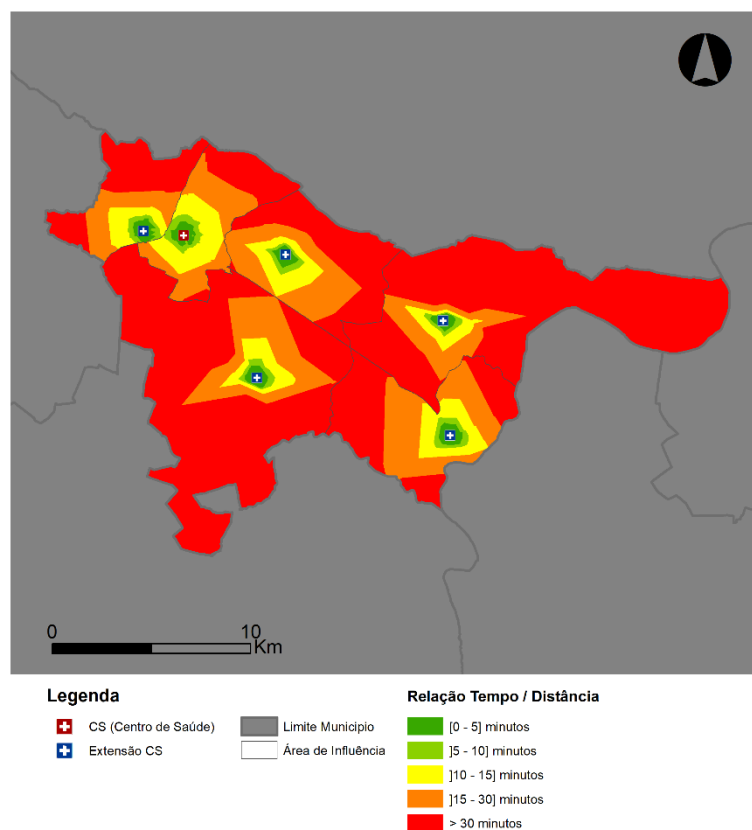 0 10
Km
Legenda
CS (Centro de Saúde)
Extensão CS
Limite Municipio
Área de Influência
Relação Tempo / Distância
[0 - 5] minutos
]5 - 10] minutos
]10 - 15] minutos
]15 - 30] minutos
> 30 minutos